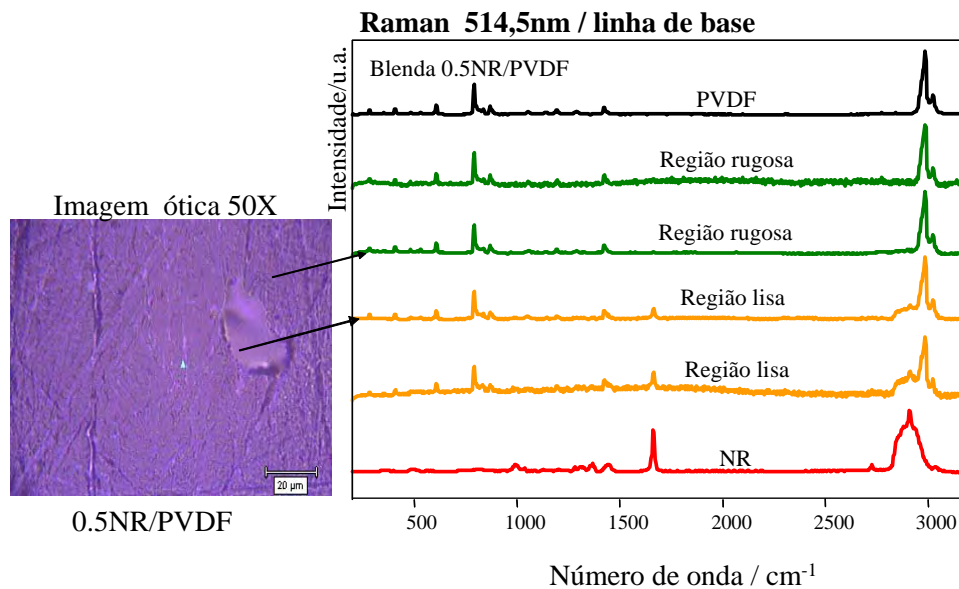 Raman 514,5nm / linha de base
Blenda 0.5NR/PVDF
PVDF
Região rugosa
Região rugosa
Região lisa
Região lisa
NR
Intensidade/u.a.
500 1000 1500 2000 2500 3000
Número de onda / cm⁻¹
Imagem ótica 50X
20 µm
0.5NR/PVDF